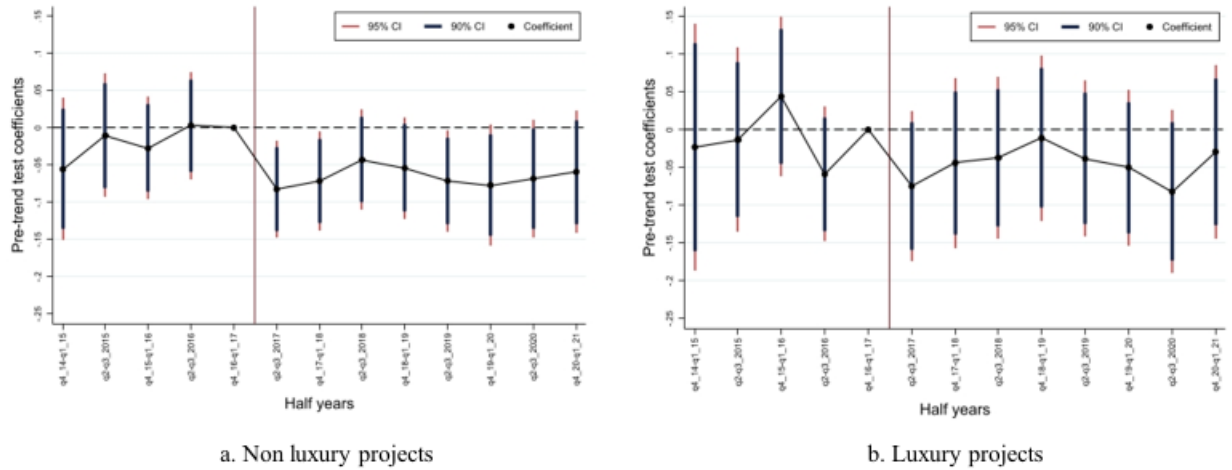 95% CI 90% CI Coefficient
Pre-trend test coefficients
.15
.1
.05
0
-.05
-.1
-.15
-.2
-.25
q4_14-q1_15
q2-q3_2015
q4_15-q1_16
q2-q3_2016
q4_16-q1_17
q2-q3_2017
q4_17-q1_18
q2-q3_2018
q4_18-q1_19
q2-q3_2019
q4_19-q1_20
q2-q3_2020
q4_20-q1_21
Half years
a. Non luxury projects
95% CI 90% CI Coefficient
Pre-trend test coefficients
.15
.1
.05
0
-.05
-.1
-.15
-.2
-.25
q4_14-q1_15
q2-q3_2015
q4_15-q1_16
q2-q3_2016
q4_16-q1_17
q2-q3_2017
q4_17-q1_18
q2-q3_2018
q4_18-q1_19
q2-q3_2019
q4_19-q1_20
q2-q3_2020
q4_20-q1_21
Half years
b. Luxury projects